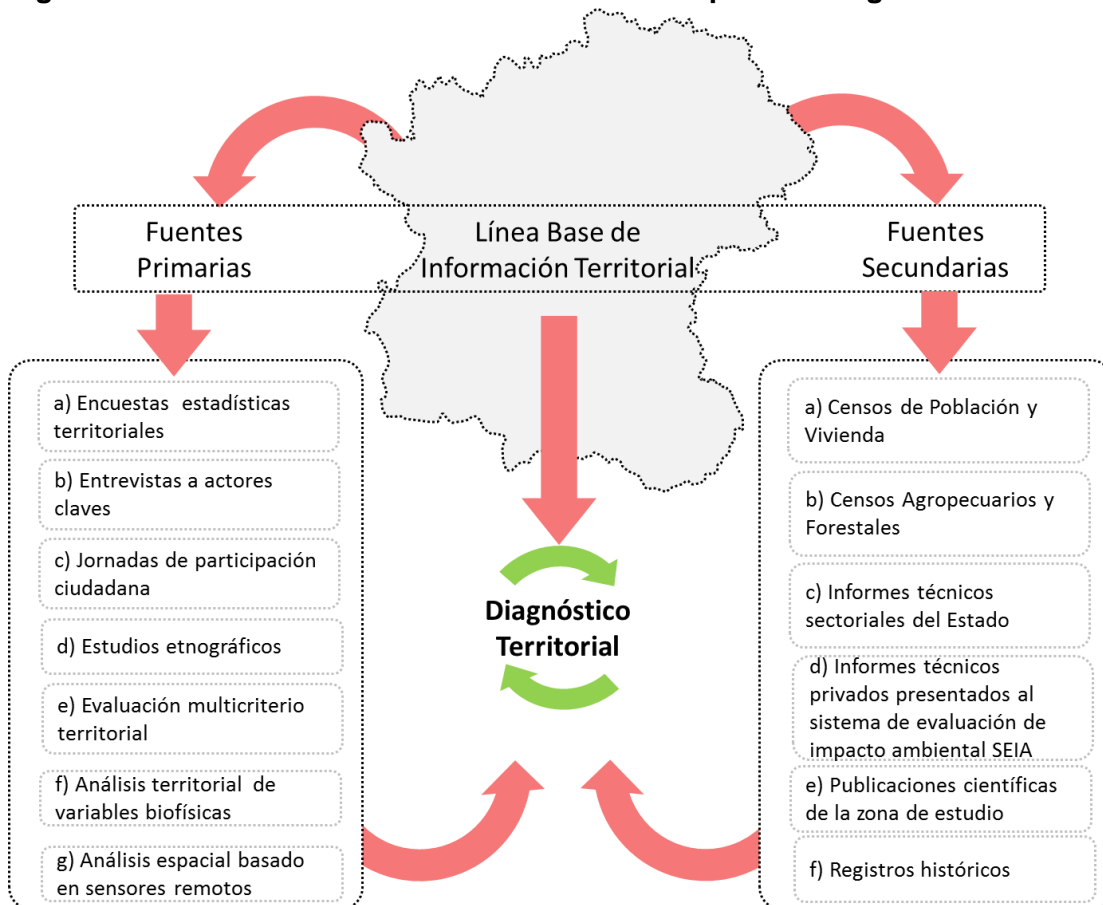 Fuentes
Primarias
Línea Base de
Información Territorial
Fuentes
Secundarias
a) Encuestas estadísticas
territoriales
b) Entrevistas a actores
claves
c) Jornadas de participación
ciudadana
d) Estudios etnográficos
e) Evaluación multicriterio
territorial
f) Análisis territorial de
variables biofísicas
g) Análisis espacial basado
en sensores remotos
Diagnóstico
Territorial
a) Censos de Población y
Vivienda
b) Censos Agropecuarios y
Forestales
c) Informes técnicos
sectoriales del Estado
d) Informes técnicos
privados presentados al
sistema de evaluación de
impacto ambiental SEIA
e) Publicaciones científicas
de la zona de estudio
f) Registros históricos